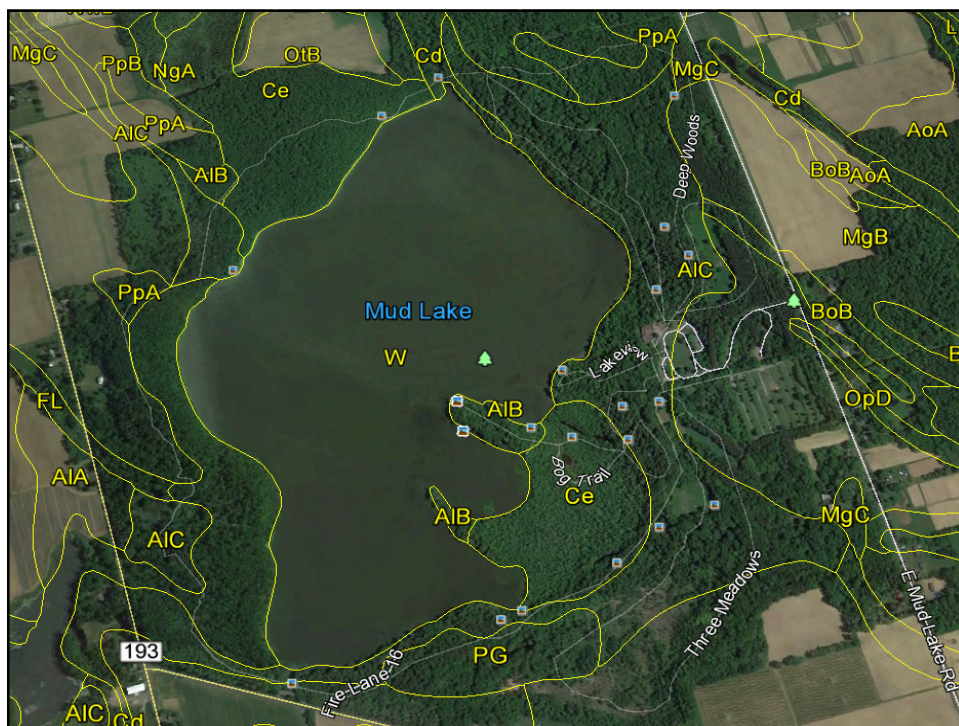 PpA
Cd
L
MgC
OtB
PpB
NgA
MgC
Ce
Cd
PpA
AlC
AoA
Deep Woods
BoB
AoA
AlB
MgB
AlC
PpA
Mud Lake
BoB
Lakeview
W
B
FL
OpD
AlB
Bog Trail
AlA
Ce
AlB
MgC
AlC
Three Meadows
E-Mud-Lake-Rd
193
PG
Fire-Lane-16
AlC
Cd